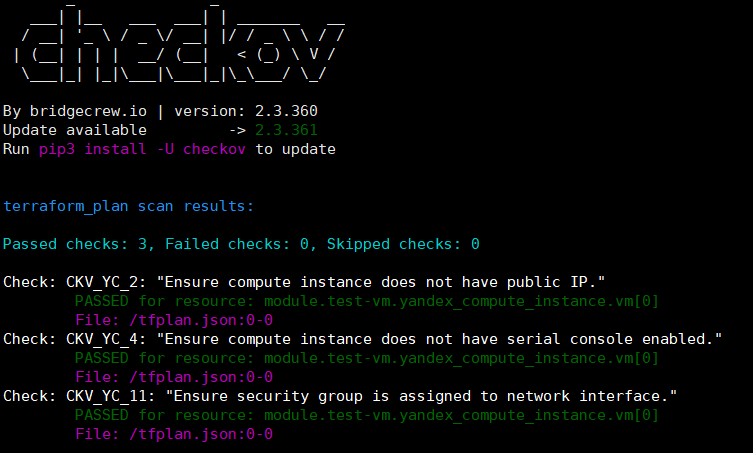 checkov
By bridgecrew.io | version: 2.3.360
Update available         -> 2.3.361
Run pip3 install -U checkov to update
terraform_plan scan results:
Passed checks: 3, Failed checks: 0, Skipped checks: 0
Check: CKV_YC_2: "Ensure compute instance does not have public IP."
PASSED for resource: module.test-vm.yandex_compute_instance.vm[0]
File: /tfplan.json:0-0
Check: CKV_YC_4: "Ensure compute instance does not have serial console enabled."
PASSED for resource: module.test-vm.yandex_compute_instance.vm[0]
File: /tfplan.json:0-0
Check: CKV_YC_11: "Ensure security group is assigned to network interface."
PASSED for resource: module.test-vm.yandex_compute_instance.vm[0]
File: /tfplan.json:0-0